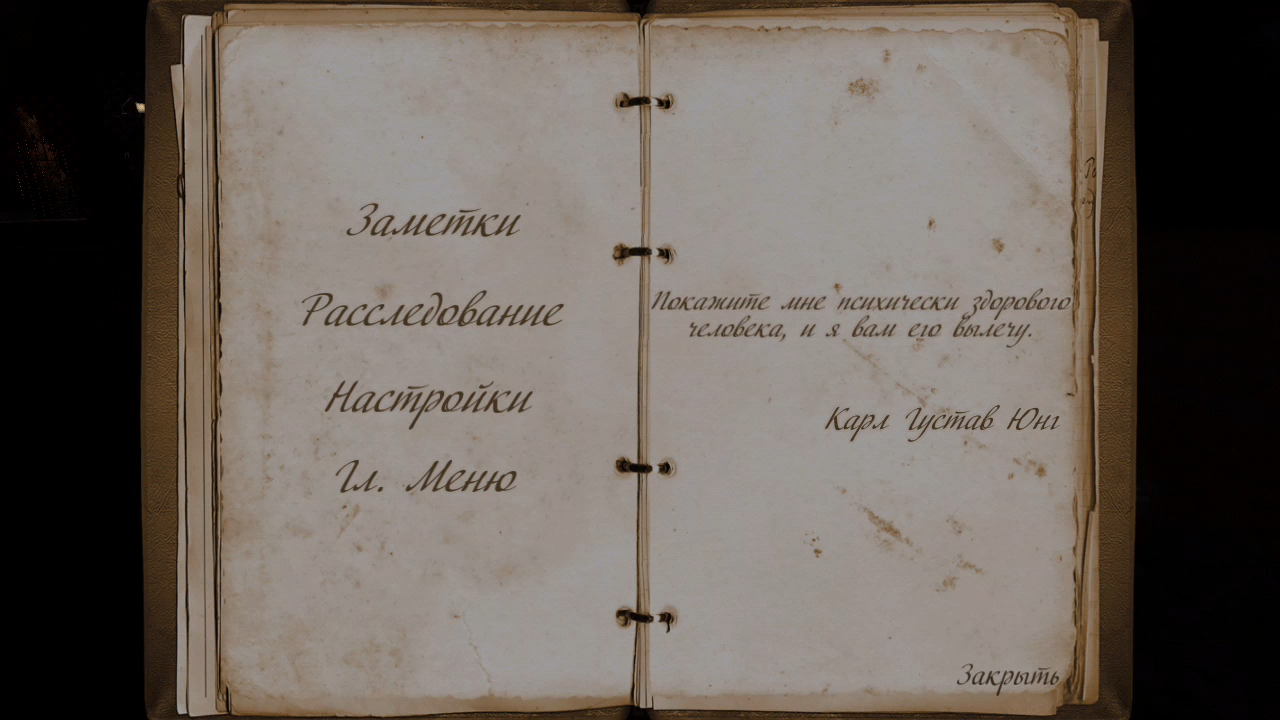 Заметки
Расследование
Настройки
Гл. Меню
Покажите мне психически здорового
человека, и я вам его вылечу.
Карл Густав Юнг
Закрыть